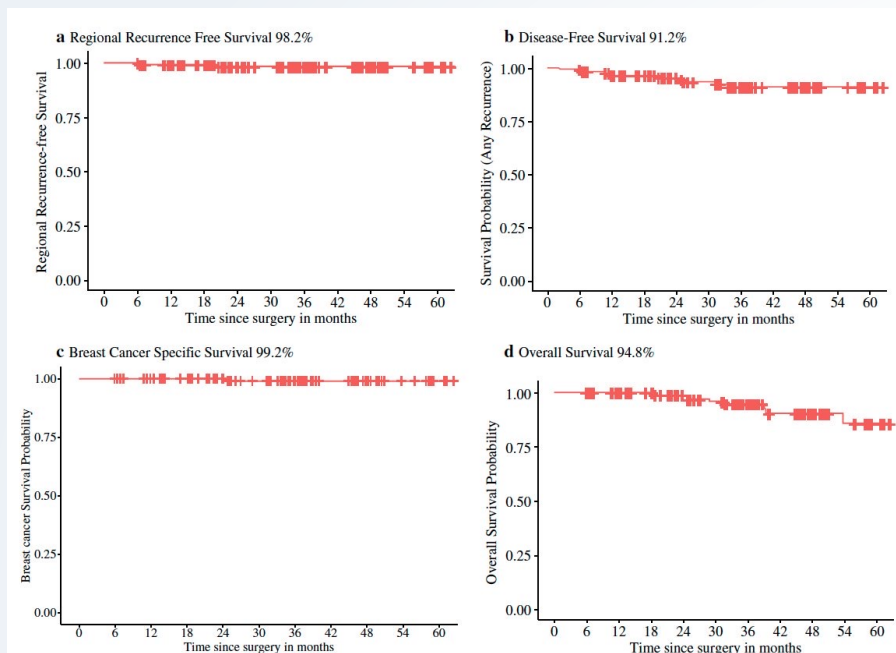 a Regional Recurrence Free Survival 98.2%
Regional Recurrence-free Survival
1.00
0.75
0.50
0.25
0.00
0 6 12 18 24 30 36 42 48 54 60
Time since surgery in months
b Disease-Free Survival 91.2%
Survival Probability (Any Recurrence)
1.00
0.75
0.50
0.25
0.00
0 6 12 18 24 30 36 42 48 54 60
Time since surgery in months
c Breast Cancer Specific Survival 99.2%
Breast cancer Survival Probability
1.00
0.75
0.50
0.25
0.00
0 6 12 18 24 30 36 42 48 54 60
Time since surgery in months
d Overall Survival 94.8%
Overall Survival Probability
1.00
0.75
0.50
0.25
0.00
0 6 12 18 24 30 36 42 48 54 60
Time since surgery in months